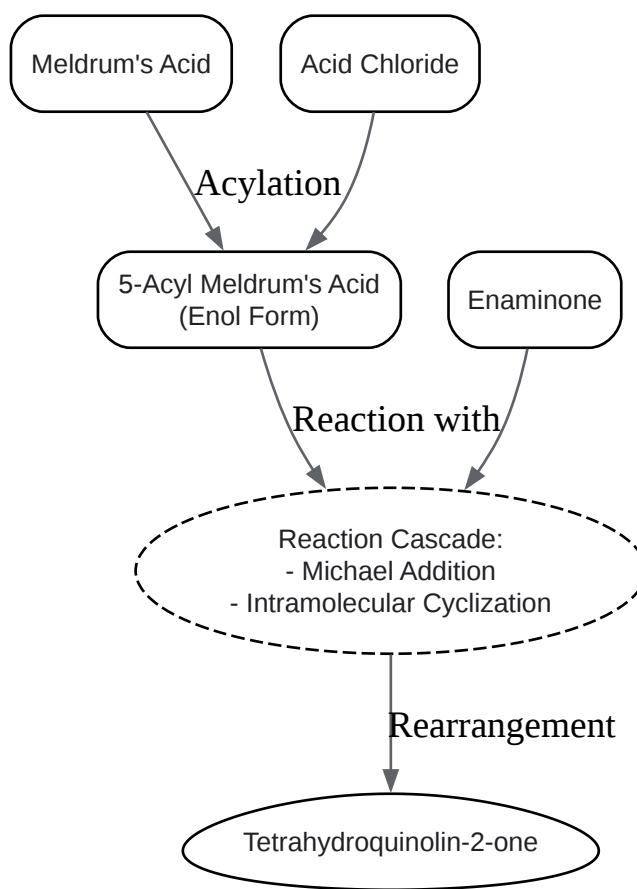 Meldrum's Acid
Acid Chloride
Acylation
5-Acyl Meldrum's Acid
(Enol Form)
Enaminone
Reaction with
Reaction Cascade:
- Michael Addition
- Intramolecular Cyclization
Rearrangement
Tetrahydroquinolin-2-one